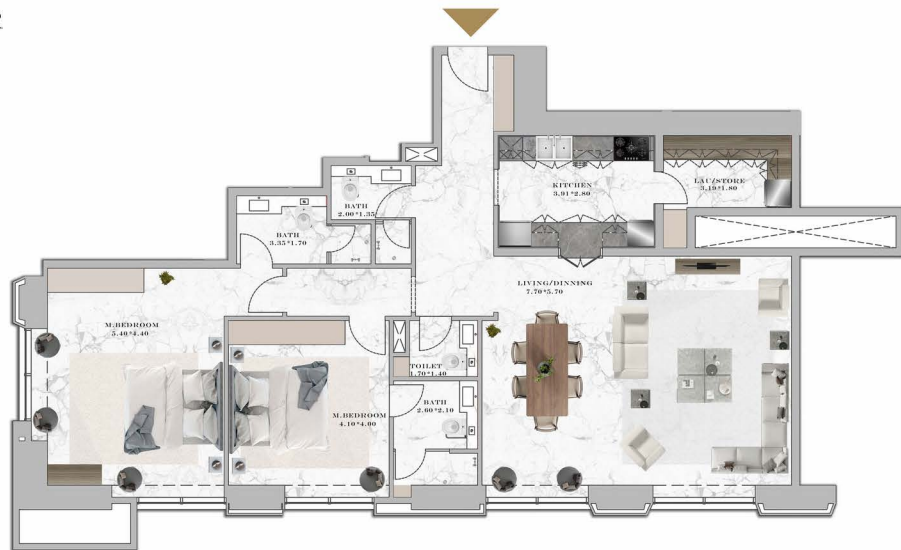 KITCHEN
3.91*2.80
LAU/STORE
3.19*1.80
BATH
2.00*1.35
BATH
3.35*1.70
LIVING/DINNING
7.70*5.70
M.BEDROOM
5.40*4.40
TOILET
1.70*1.40
BATH
2.60*2.10
M.BEDROOM
4.10*4.00